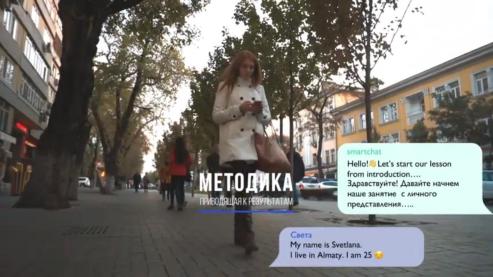 МЕТОДИКА
ПРИВОДЯЩАЯ К РЕЗУЛЬТАТАМ
smartchat
Hello!👋Let's start our lesson
from introduction….
Здравствуйте! Давайте начнем
наше занятие с личного
представления…..
Света
My name is Svetlana.
I live in Almaty. I am 25 😊